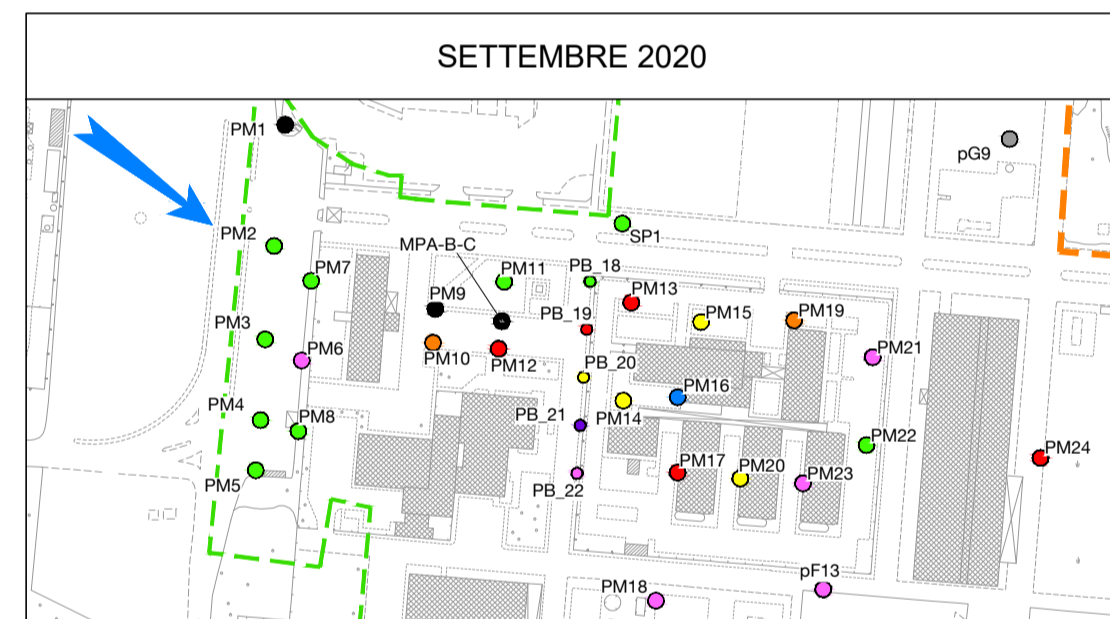 SETTEMBRE 2020
PM1
pG9
PM2
SP1
MPA-B-C
PM7
PM11
PB_18
PM9
PM13
PB_19
PM15
PM19
PM3
PM6
PM10
PM12
PB_20
PM21
PM16
PM4
PM8
PB_21
PM14
PM22
PM24
PM5
PB_22
PM17
PM20
PM23
pF13
PM18